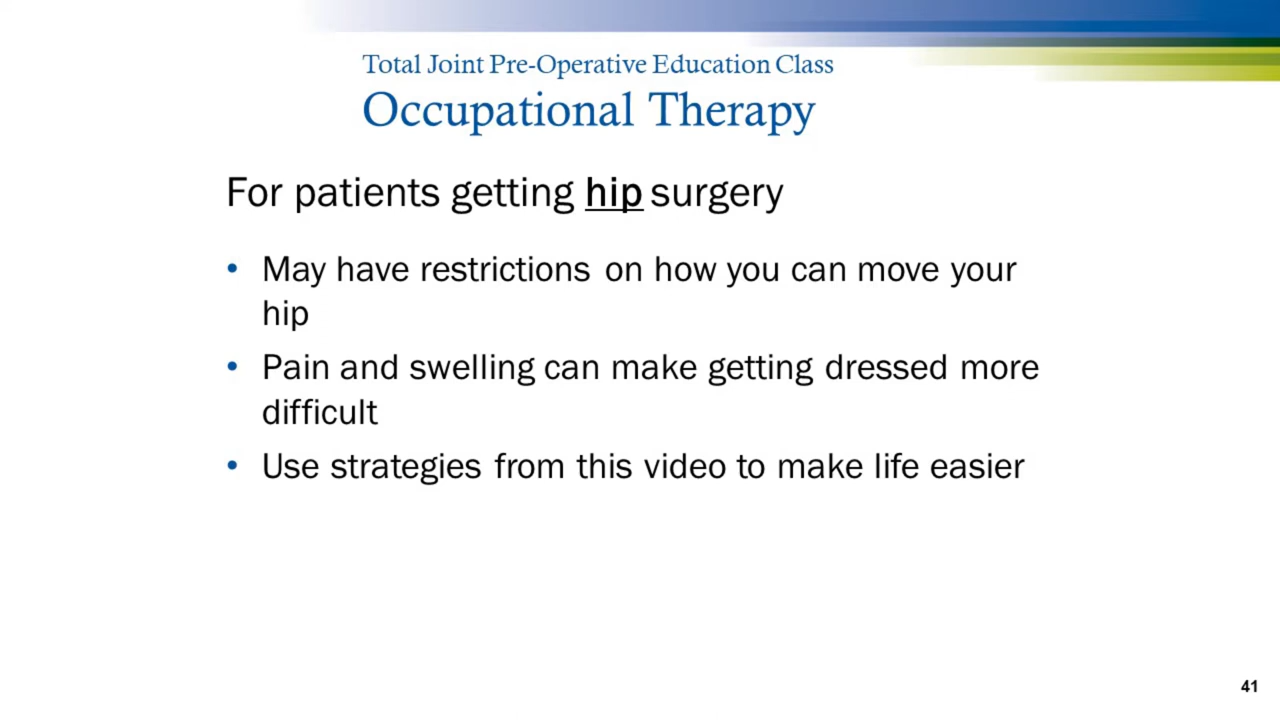 Total Joint Pre-Operative Education Class
Occupational Therapy
For patients getting hip surgery
• May have restrictions on how you can move your
hip
• Pain and swelling can make getting dressed more
difficult
• Use strategies from this video to make life easier
41